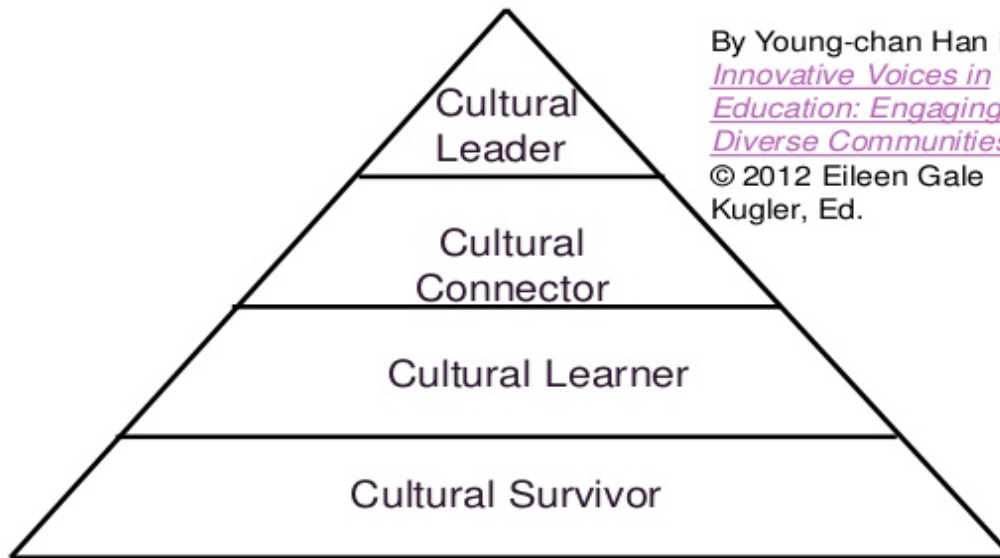 Cultural
Leader
By Young-chan Han
Innovative Voices in
Education: Engaging
Diverse Communities
© 2012 Eileen Gale
Kugler, Ed.
Cultural
Connector
Cultural Learner
Cultural Survivor